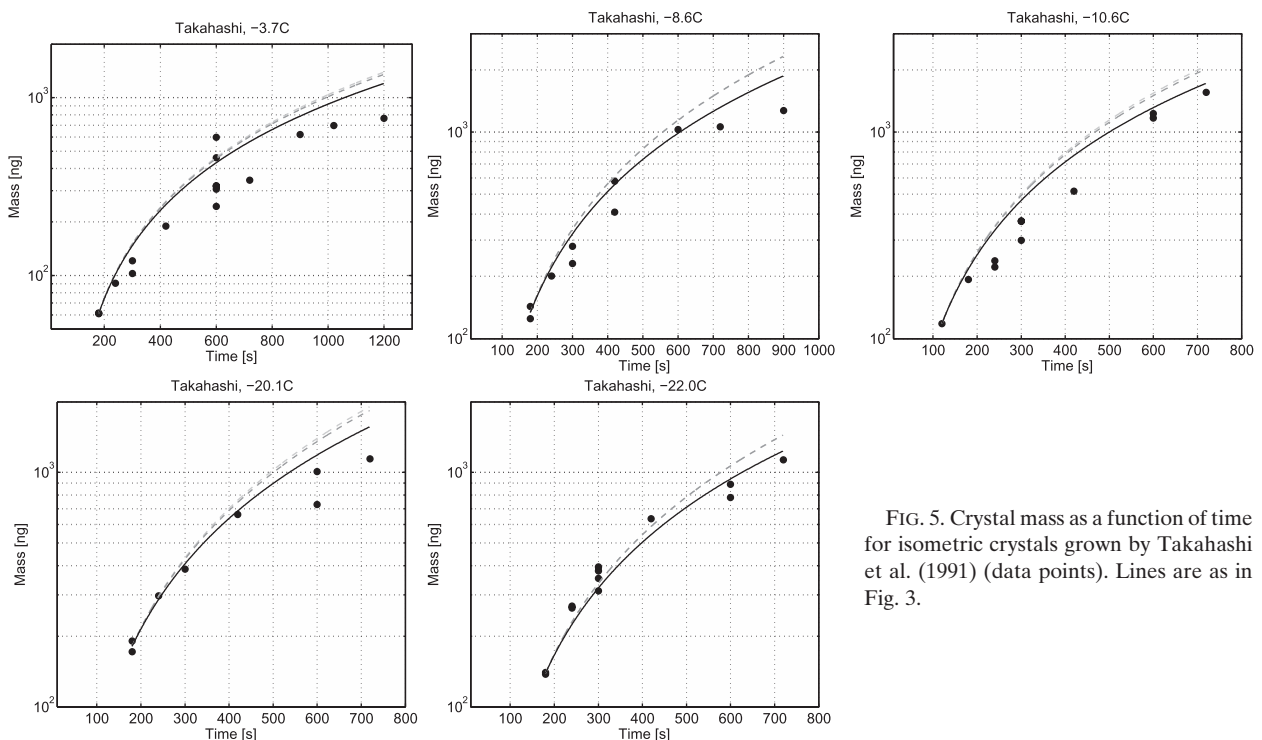 Takahashi, −3.7C
Mass [ng]
10^3
10^2
200 400 600 800 1000 1200
Time [s]
Takahashi, −8.6C
Mass [ng]
10^3
10^2
100 200 300 400 500 600 700 800 900 1000
Time [s]
Takahashi, −10.6C
Mass [ng]
10^3
10^2
100 200 300 400 500 600 700 800
Time [s]
Takahashi, −20.1C
Mass [ng]
10^3
10^2
100 200 300 400 500 600 700 800
Time [s]
Takahashi, −22.0C
Mass [ng]
10^3
10^2
100 200 300 400 500 600 700 800
Time [s]
FIG. 5. Crystal mass as a function of time
for isometric crystals grown by Takahashi
et al. (1991) (data points). Lines are as in
Fig. 3.